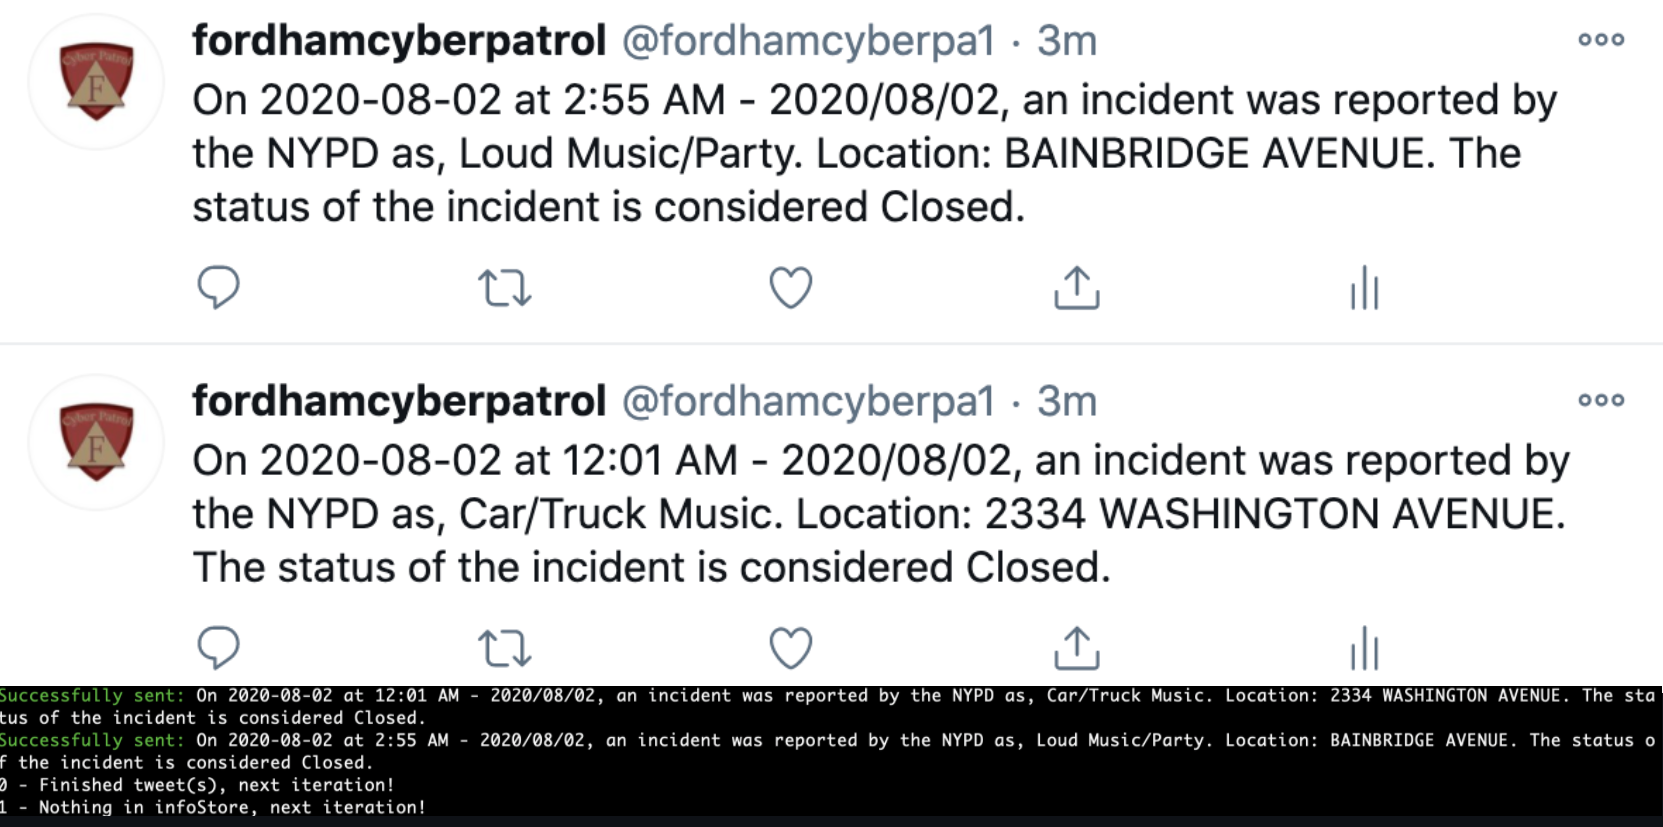 fordhamcyberpatrol @fordhamcyberpa1 · 3m
On 2020-08-02 at 2:55 AM - 2020/08/02, an incident was reported by
the NYPD as, Loud Music/Party. Location: BAINBRIDGE AVENUE. The
status of the incident is considered Closed.
Cyber Patrol
F
fordhamcyberpatrol @fordhamcyberpa1 · 3m
On 2020-08-02 at 12:01 AM - 2020/08/02, an incident was reported by
the NYPD as, Car/Truck Music. Location: 2334 WASHINGTON AVENUE.
The status of the incident is considered Closed.
Cyber Patrol
F
Successfully sent: On 2020-08-02 at 12:01 AM - 2020/08/02, an incident was reported by the NYPD as, Car/Truck Music. Location: 2334 WASHINGTON AVENUE. The sta
tus of the incident is considered Closed.
Successfully sent: On 2020-08-02 at 2:55 AM - 2020/08/02, an incident was reported by the NYPD as, Loud Music/Party. Location: BAINBRIDGE AVENUE. The status o
f the incident is considered Closed.
0 - Finished tweet(s), next iteration!
1 - Nothing in infoStore, next iteration!